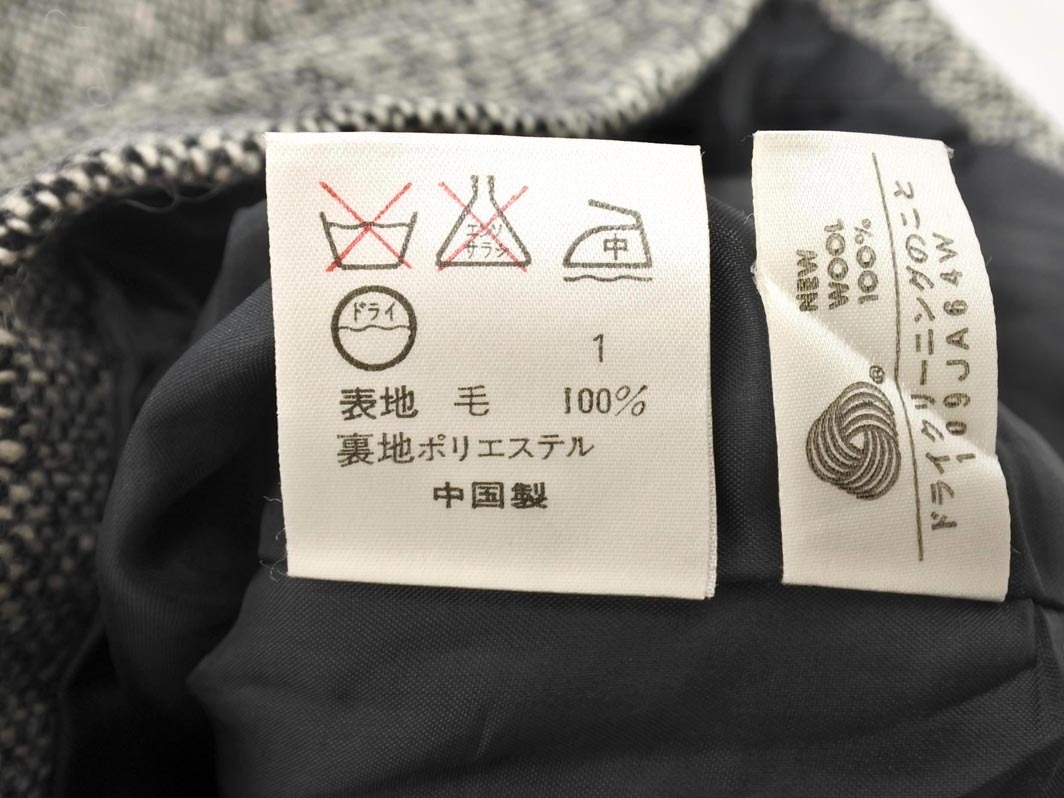 エンソ
サラシ
中
ドライ
1
表地 毛 100%
裏地ポリエステル
中国製
NEW
WOOL
100%
®
ドライクリーニングのこと
109JA64W